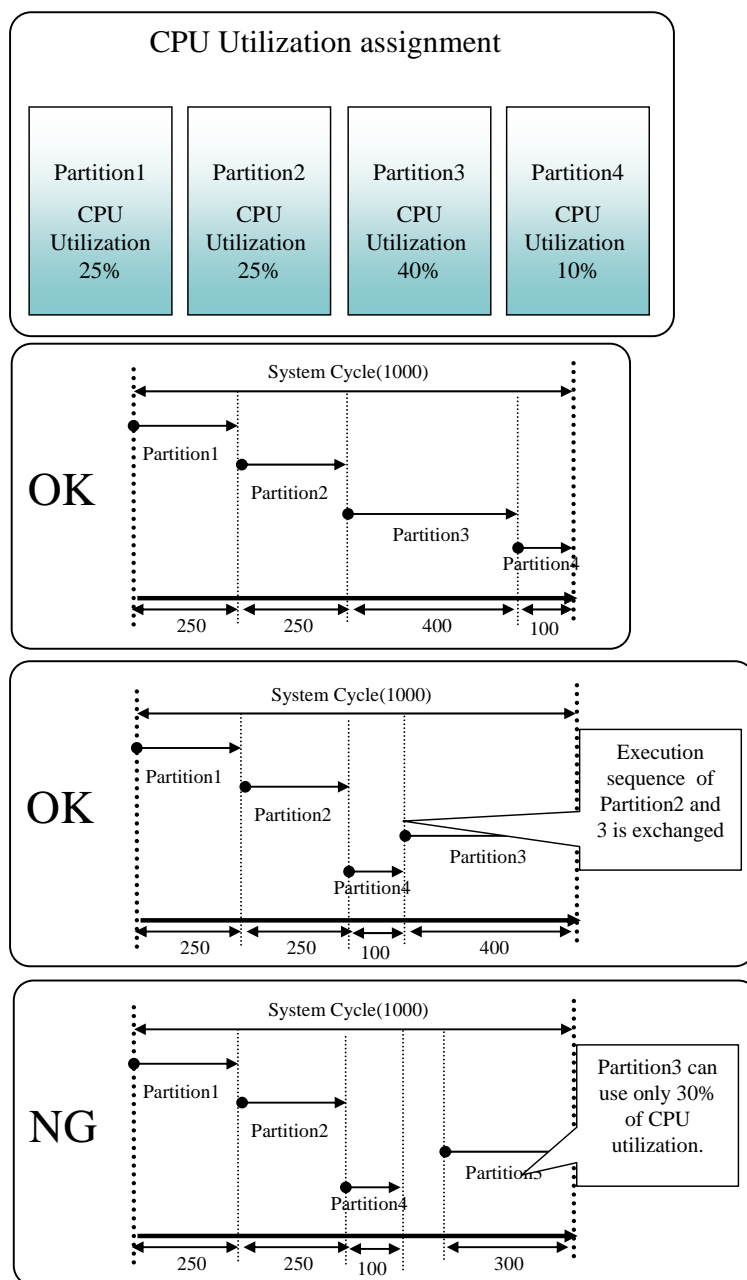 CPU Utilization assignment
Partition1
CPU
Utilization
25%
Partition2
CPU
Utilization
25%
Partition3
CPU
Utilization
40%
Partition4
CPU
Utilization
10%
System Cycle(1000)
OK
Partition1
Partition2
Partition3
Partition4
250
250
400
100
System Cycle(1000)
OK
Partition1
Partition2
Partition3
Partition4
Execution
sequence of
Partition2 and
3 is exchanged
250
250
100
400
System Cycle(1000)
NG
Partition1
Partition2
Partition3
Partition4
Partition3 can
use only 30%
of CPU
utilization.
250
250
100
300